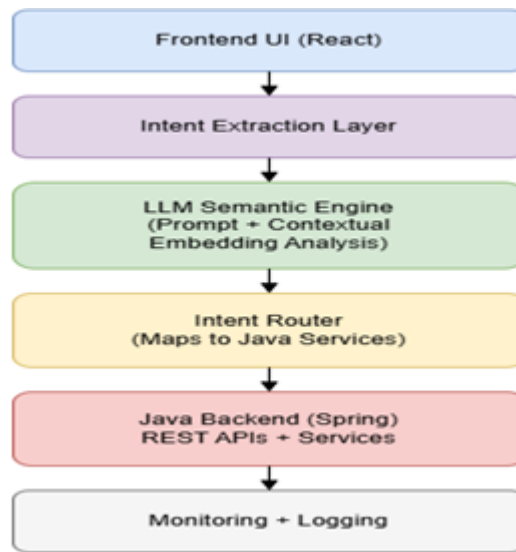 Frontend UI (React)
Intent Extraction Layer
LLM Semantic Engine
(Prompt + Contextual
Embedding Analysis)
Intent Router
(Maps to Java Services)
Java Backend (Spring)
REST APIs + Services
Monitoring + Logging